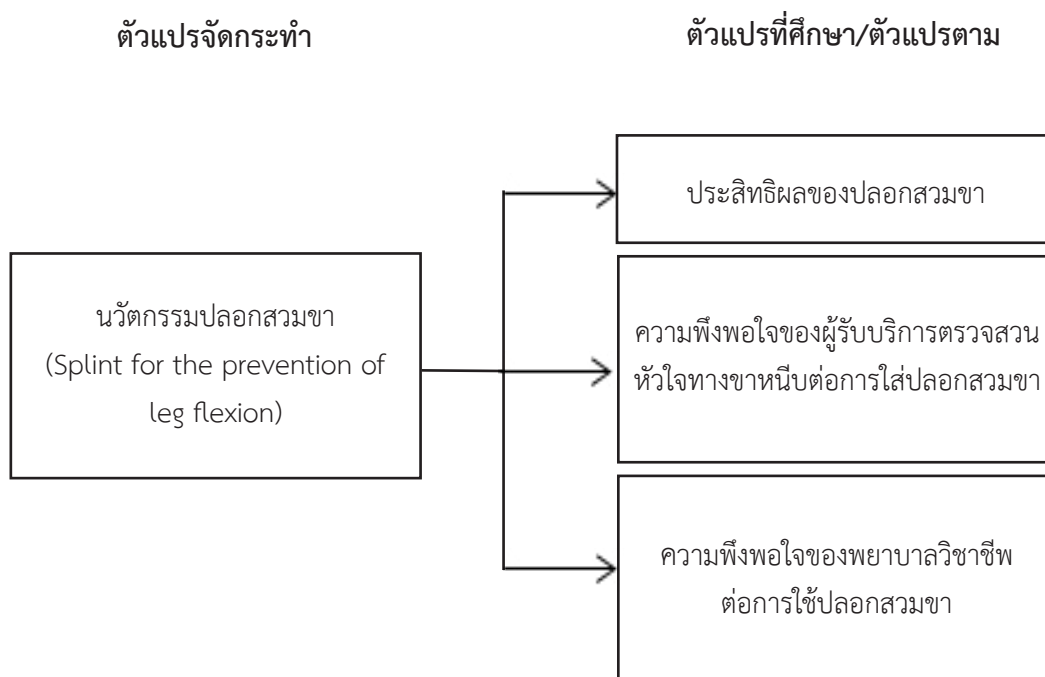 ตัวแปรจัดกระทำ
ตัวแปรที่ศึกษา/ตัวแปรตาม
นวัตกรรมปลอกสวมขา
(Splint for the prevention of
leg flexion)
ประสิทธิผลของปลอกสวมขา
ความพึงพอใจของผู้รับบริการตรวจสวน
หัวใจทางขาหนีบต่อการใส่ปลอกสวมขา
ความพึงพอใจของพยาบาลวิชาชีพ
ต่อการใช้ปลอกสวมขา